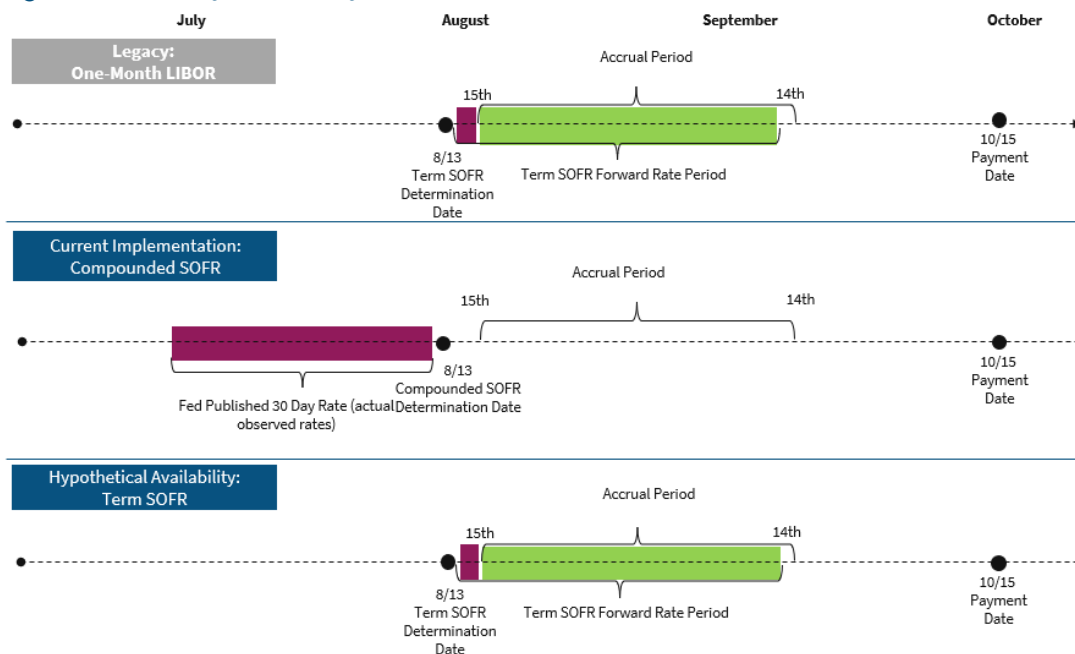 July August September October
Legacy:
One-Month LIBOR
Accrual Period
15th 14th
8/13
Term SOFR
Determination
Date
Term SOFR Forward Rate Period
10/15
Payment
Date
Current Implementation:
Compounded SOFR
Accrual Period
15th 14th
Fed Published 30 Day Rate (actual
observed rates)
8/13
Compounded SOFR
Determination Date
10/15
Payment
Date
Hypothetical Availability:
Term SOFR
Accrual Period
15th 14th
8/13
Term SOFR
Determination
Date
Term SOFR Forward Rate Period
10/15
Payment
Date